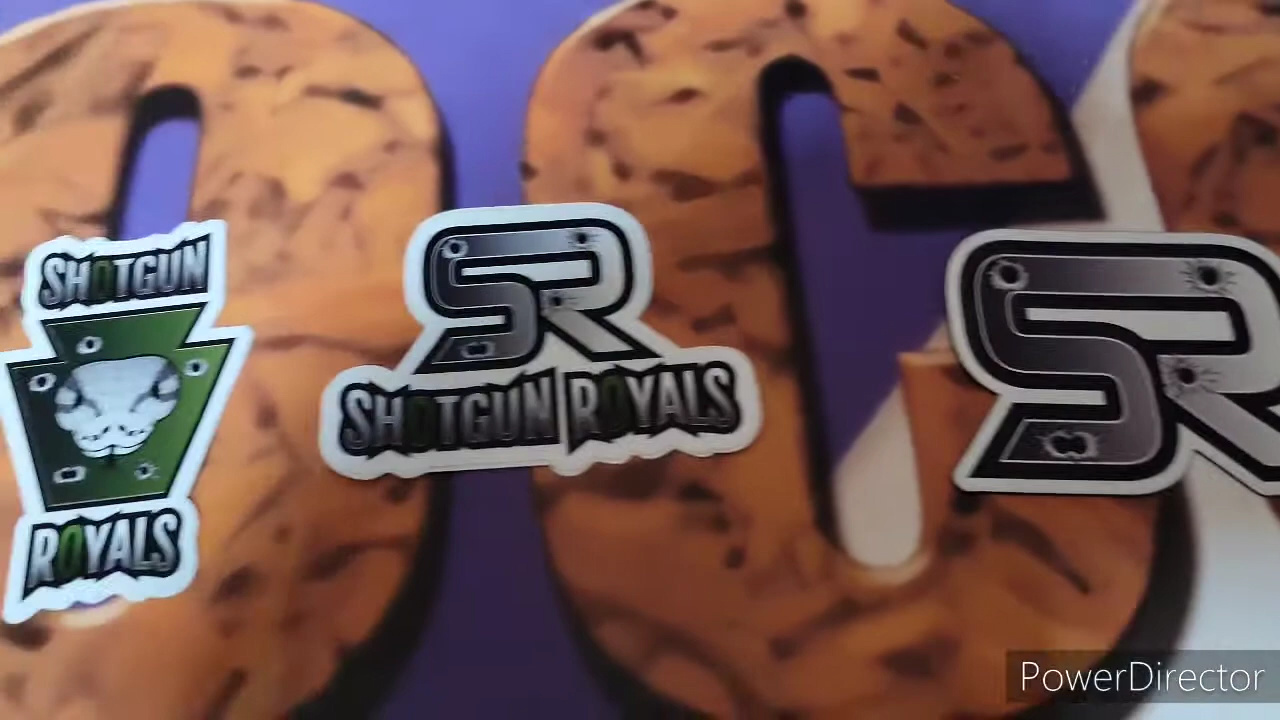 SHOTGUN
ROYALS
SR
SHOTGUN ROYALS
SR
PowerDirector